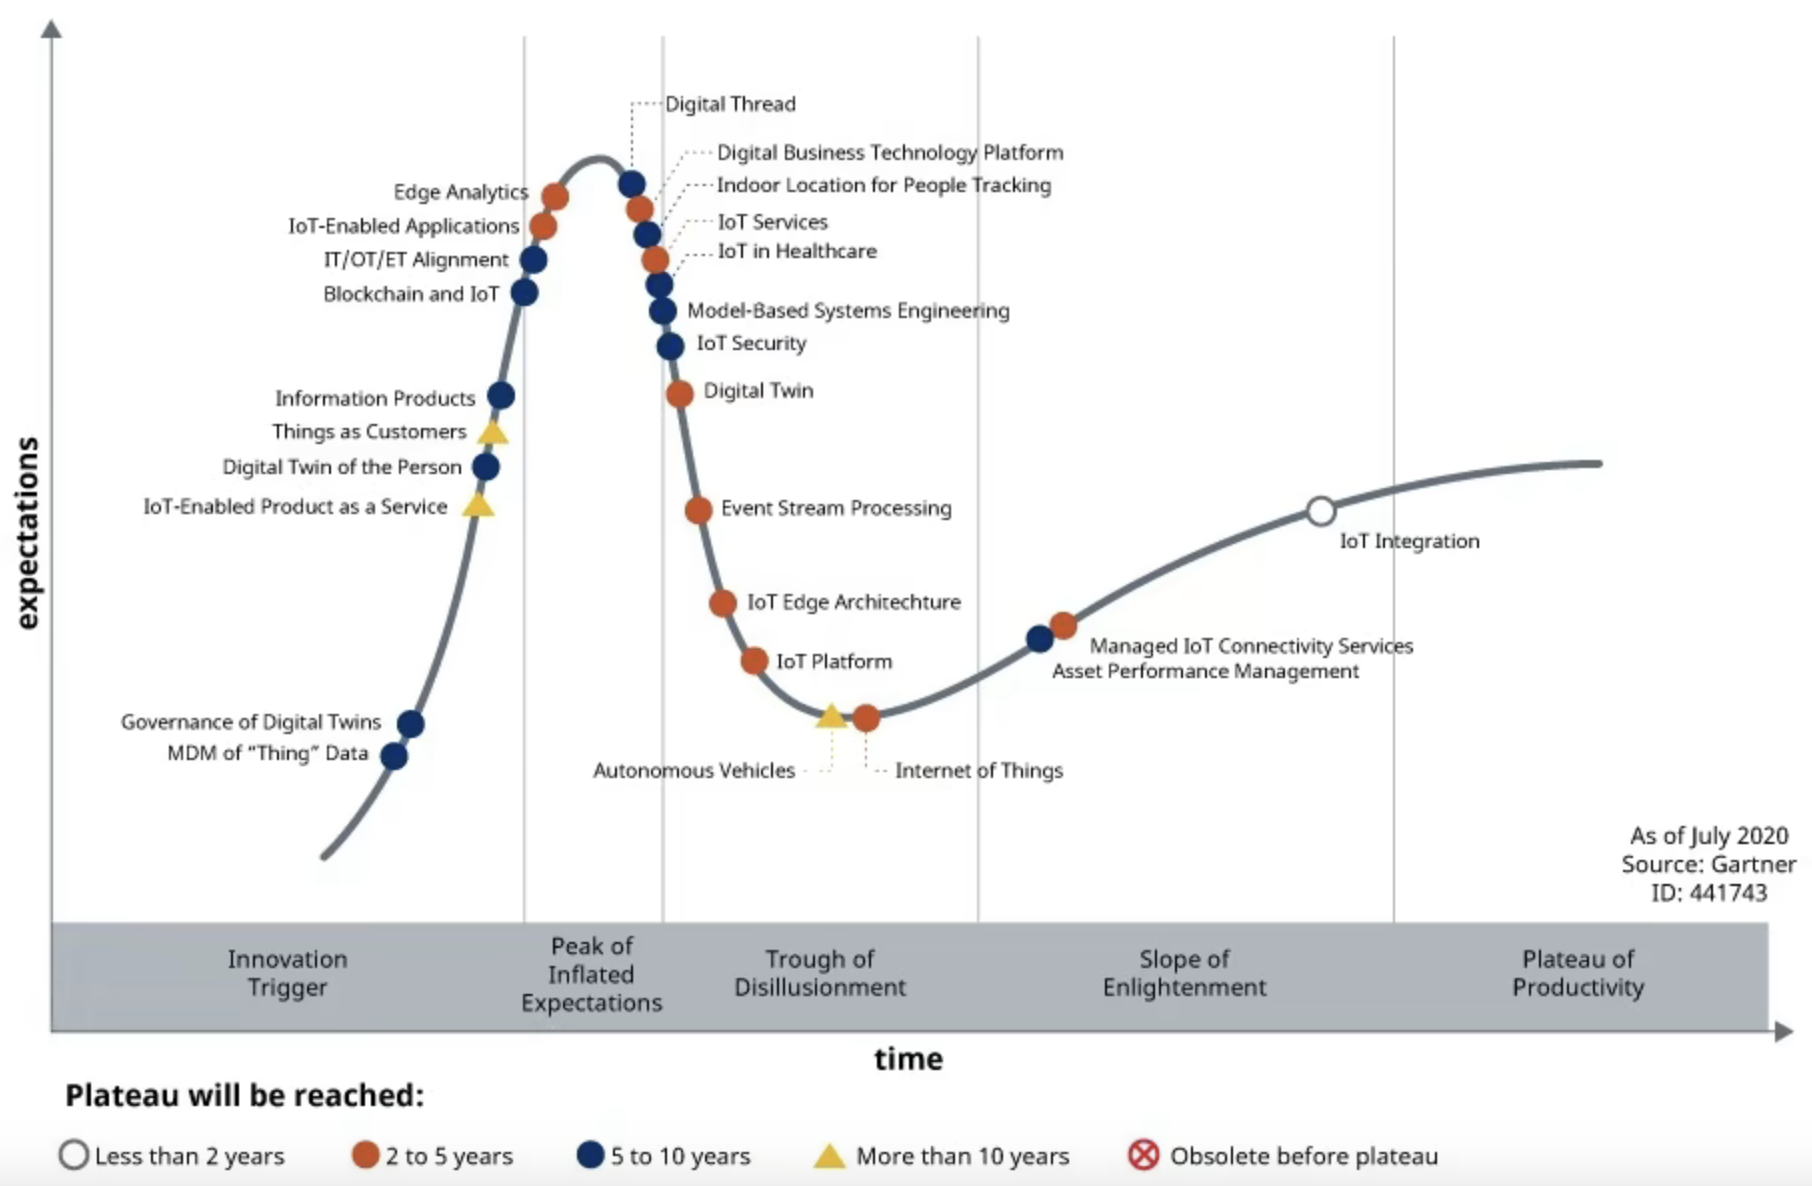 Digital Thread
Digital Business Technology Platform
Indoor Location for People Tracking
IoT Services
IoT in Healthcare
Model-Based Systems Engineering
IoT Security
Digital Twin
Event Stream Processing
IoT Edge Architechture
IoT Platform
Edge Analytics
IoT-Enabled Applications
IT/OT/ET Alignment
Blockchain and IoT
Information Products
Things as Customers
Digital Twin of the Person
IoT-Enabled Product as a Service
Governance of Digital Twins
MDM of “Thing” Data
Autonomous Vehicles
Internet of Things
IoT Integration
Managed IoT Connectivity Services
Asset Performance Management
expectations
As of July 2020
Source: Gartner
ID: 441743
Innovation
Trigger
Peak of
Inflated
Expectations
Trough of
Disillusionment
Slope of
Enlightenment
Plateau of
Productivity
time
Plateau will be reached:
Less than 2 years
2 to 5 years
5 to 10 years
More than 10 years
Obsolete before plateau